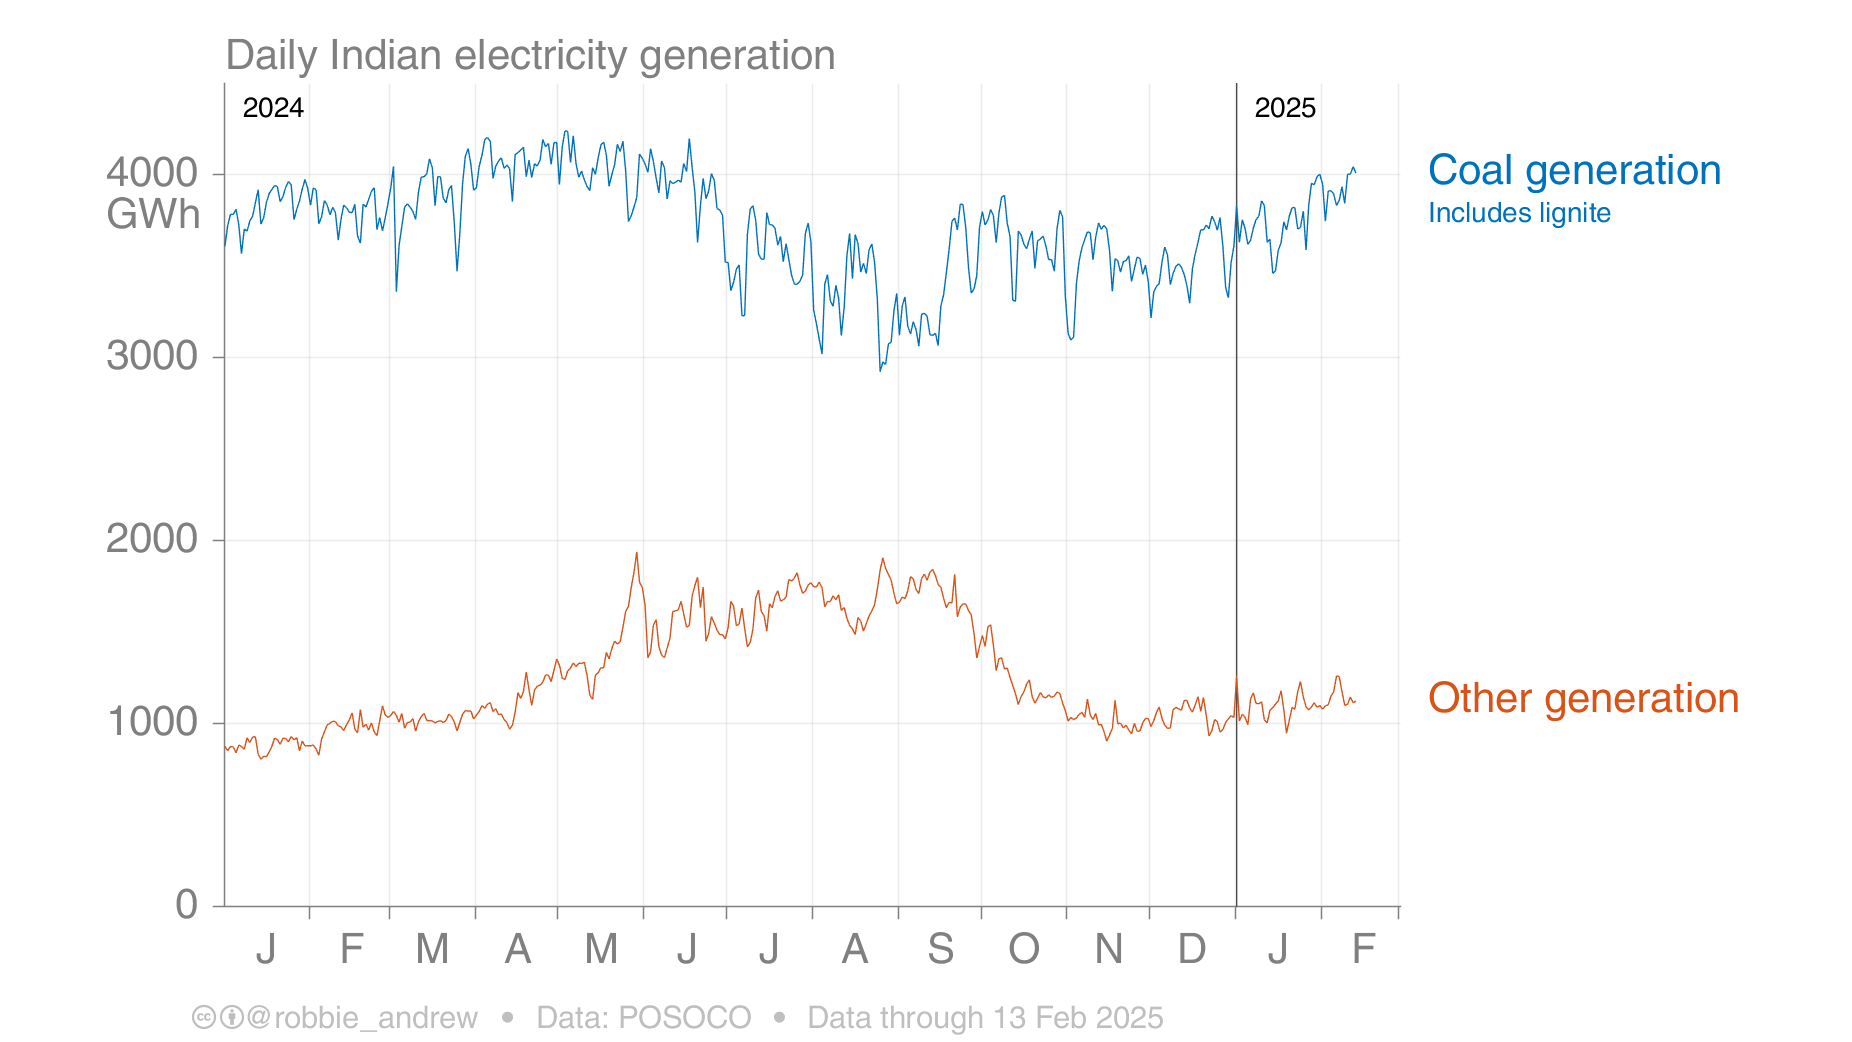 Daily Indian electricity generation
2024
2025
4000
GWh
3000
2000
1000
0
Coal generation
Includes lignite
Other generation
J F M A M J J A S O N D J F
@robbie_andrew • Data: POSOCO • Data through 13 Feb 2025